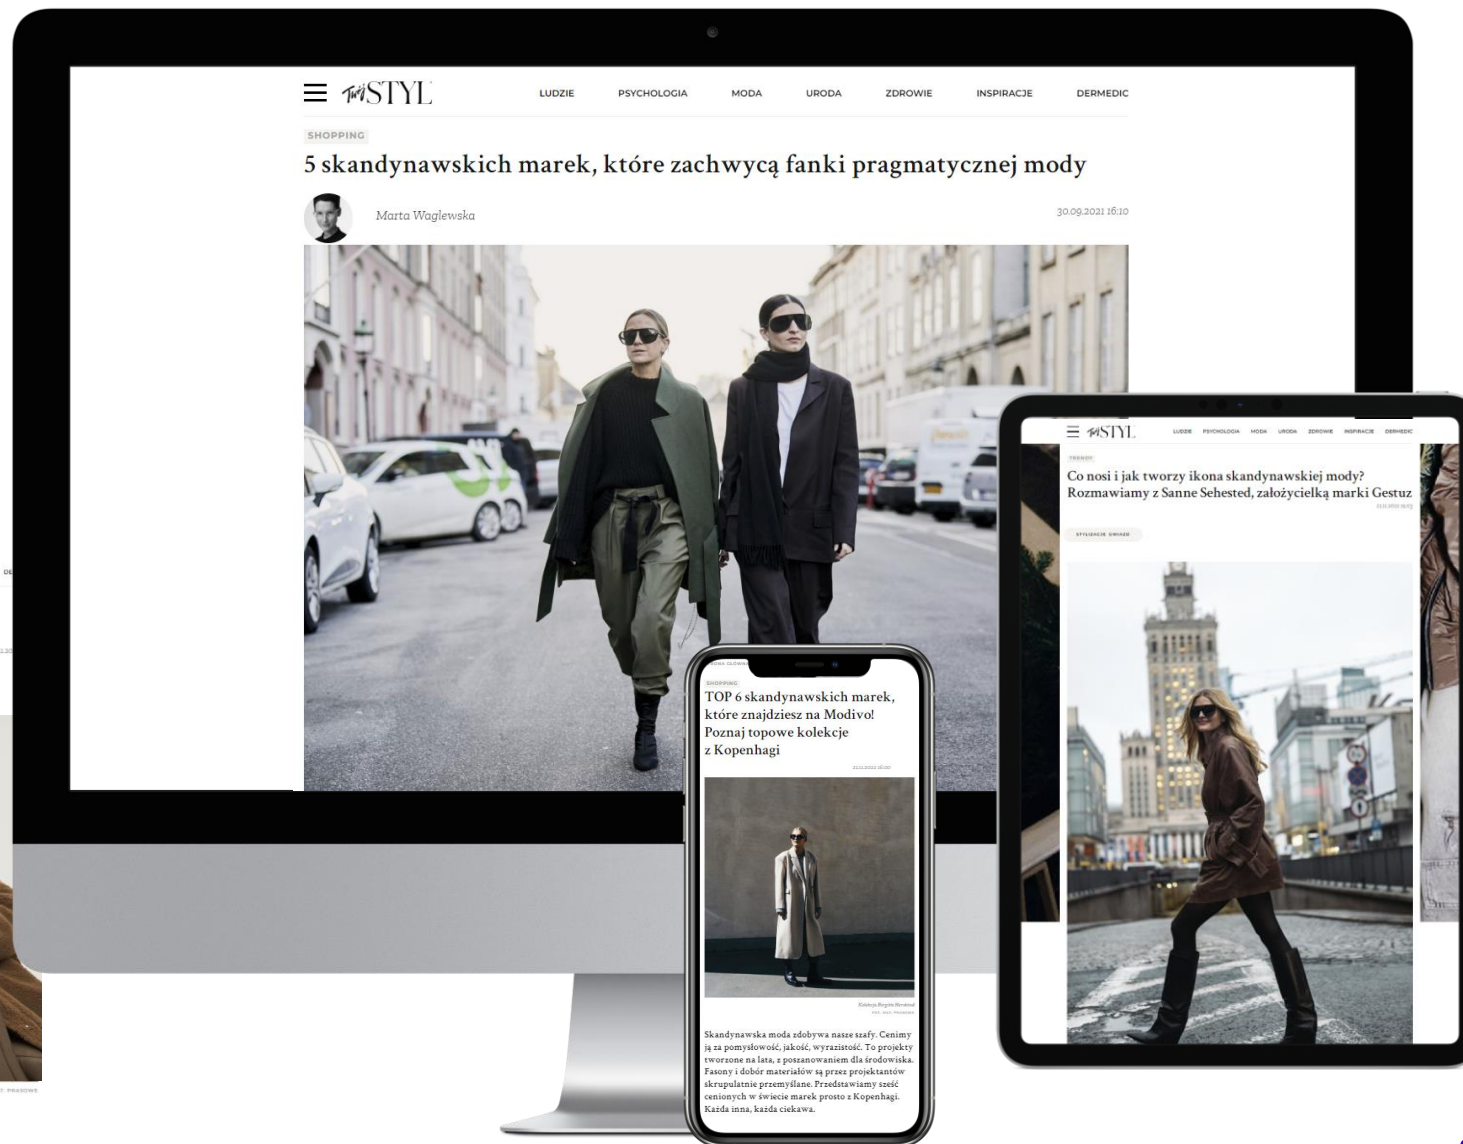 Twój STYL
LUDZIE PSYCHOLOGIA MODA URODA ZDROWIE INSPIRACJE DERMEDIC
SHOPPING
5 skandynawskich marek, które zachwycą fanki pragmatycznej mody
Marta Waglewska
30.09.2021 16:10
Twój STYL
LUDZIE PSYCHOLOGIA MODA URODA ZDROWIE INSPIRACJE DERMEDIC
TRENDY
Co nosi i jak tworzy ikona skandynawskiej mody?
Rozmawiamy z Sanne Sehested, założycielką marki Gestuz
STYLIZACJE GWIAZD
SHOPPING
TOP 6 skandynawskich marek,
które znajdziesz na Modivo!
Poznaj topowe kolekcje
z Kopenhagi
Skandynawska moda zdobywa nasze szafy. Cenimy
ją za pomysłowość, jakość, wyrazistość. To projekty
tworzone na lata, z poszanowaniem dla środowiska.
Fasony i dobór materiałów są przez projektantów
skrupulatnie przemyślane. Przedstawiamy sześć
cenionych w świecie marek prosto z Kopenhagi.
Każda inna, każda ciekawa.